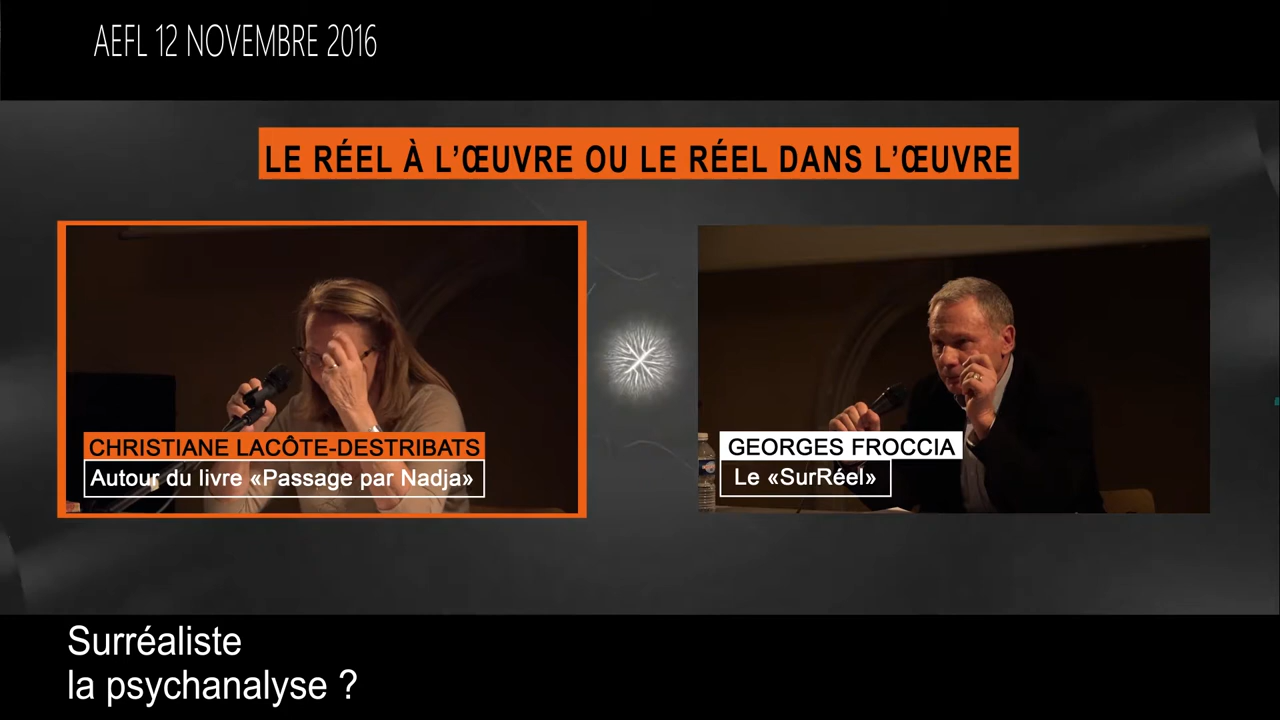 AEFL 12 NOVEMBRE 2016
LE RÉEL À L’ŒUVRE OU LE RÉEL DANS L’ŒUVRE
CHRISTIANE LACÔTE-DESTRIBATS
Autour du livre «Passage par Nadja»
GEORGES FROCCIA
Le «SurRéel»
Surréaliste
la psychanalyse ?